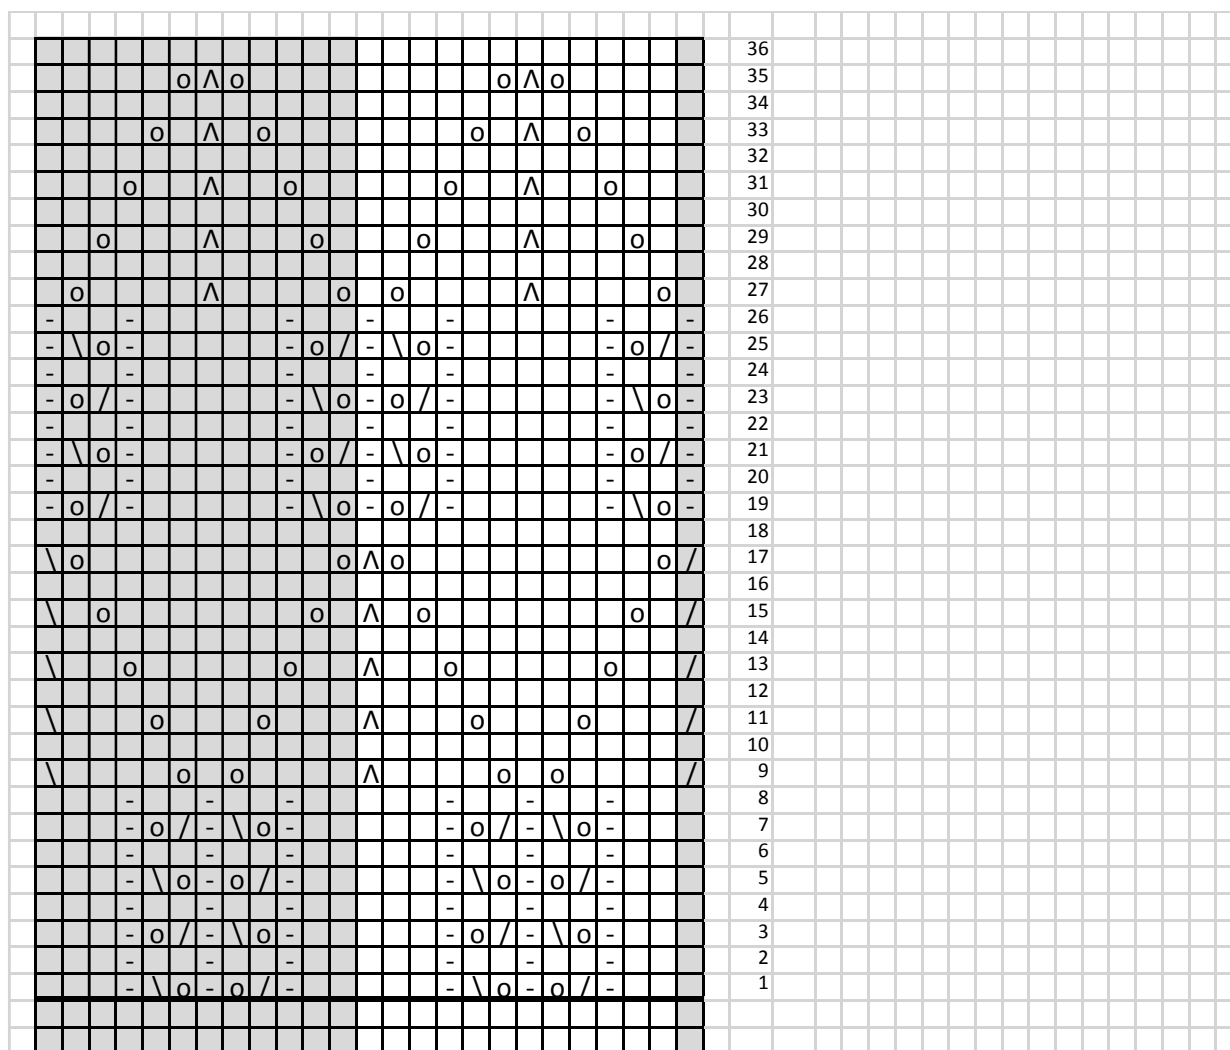 36
o Λ o o Λ o 35
34
o Λ o o Λ o 33
32
o Λ o o Λ o 31
30
o Λ o o Λ o 29
28
o Λ o o Λ o 27
- - - - - - - 26
- \ o - - o / - \ o - - o / - 25
- - - - - - - 24
- o / - - \ o - o / - - \ o - 23
- - - - - - - 22
- \ o - - o / - \ o - - o / - 21
- - - - - - - 20
- o / - - \ o - o / - - \ o - 19
18
\ o o Λ o o / 17
16
\ o o Λ o o / 15
14
\ o o Λ o o / 13
12
\ o o Λ o o / 11
10
\ o o Λ o o / 9
- - - - - - 8
- o / - \ o - - o / - \ o - 7
- - - - - - 6
- \ o - o / - - \ o - o / - 5
- - - - - - 4
- o / - \ o - - o / - \ o - 3
- - - - - - 2
- \ o - o / - - \ o - o / - 1